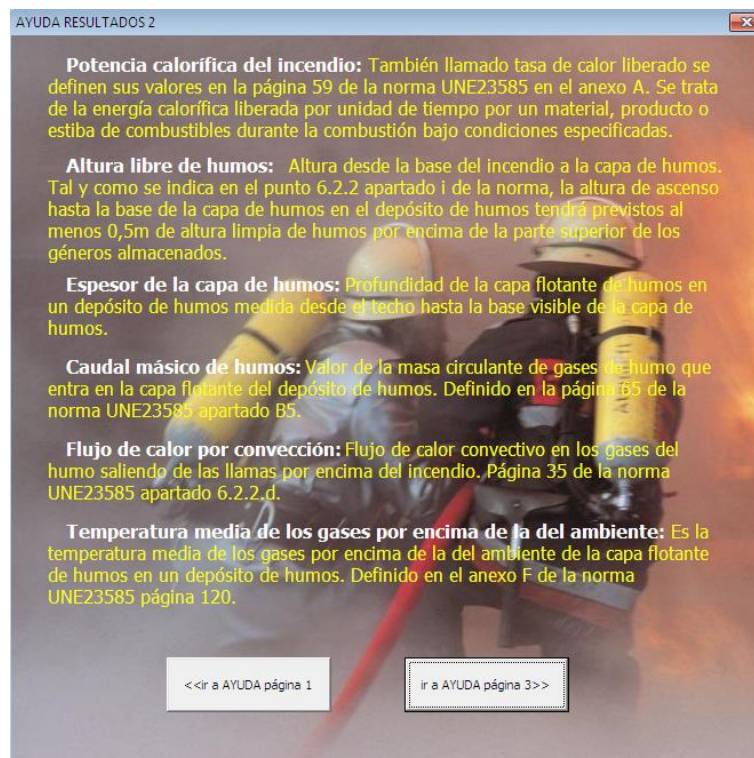 AYUDA RESULTADOS 2
Potencia calorífica del incendio: También llamado tasa de calor liberado se
definen sus valores en la página 59 de la norma UNE23585 en el anexo A. Se trata
de la energía calorífica liberada por unidad de tiempo por un material, producto o
estiba de combustibles durante la combustión bajo condiciones especificadas.
Altura libre de humos: Altura desde la base del incendio a la capa de humos.
Tal y como se indica en el punto 6.2.2 apartado i de la norma, la altura de ascenso
hasta la base de la capa de humos en el depósito de humos tendrá previstos al
menos 0,5m de altura limpia de humos por encima de la parte superior de los
géneros almacenados.
Espesor de la capa de humos: Profundidad de la capa flotante de humos en
un depósito de humos medida desde el techo hasta la base visible de la capa de
humos.
Caudal másico de humos: Valor de la masa circulante de gases de humo que
entra en la capa flotante del depósito de humos. Definido en la página 65 de la
norma UNE23585 apartado B5.
Flujo de calor por convección: Flujo de calor convectivo en los gases del
humo saliendo de las llamas por encima del incendio. Página 35 de la norma
UNE23585 apartado 6.2.2.d.
Temperatura media de los gases por encima de la del ambiente: Es la
temperatura media de los gases por encima de la del ambiente de la capa flotante
de humos en un depósito de humos. Definido en el anexo F de la norma
UNE23585 página 120.
<<ir a AYUDA página 1
ir a AYUDA página 3>>